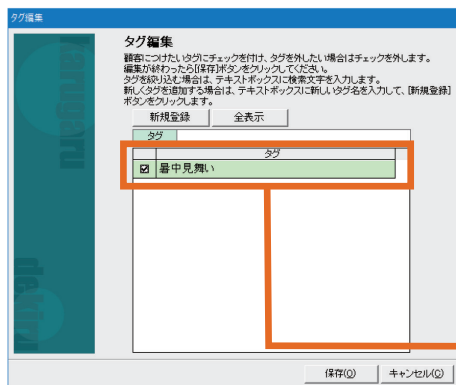 タグ編集
タグ編集
顧客につけたいタグにチェックを付け、タグを外したい場合はチェックを外します。
編集が終わったら[保存]ボタンをクリックしてください。
タグを絞り込む場合は、テキストボックスに検索文字を入力します。
新しくタグを追加する場合は、テキストボックスに新しいタグ名を入力して、[新規登録]
ボタンをクリックします。
新規登録 全表示
タグ
タグ
暑中見舞い
保存(O) キャンセル(C)